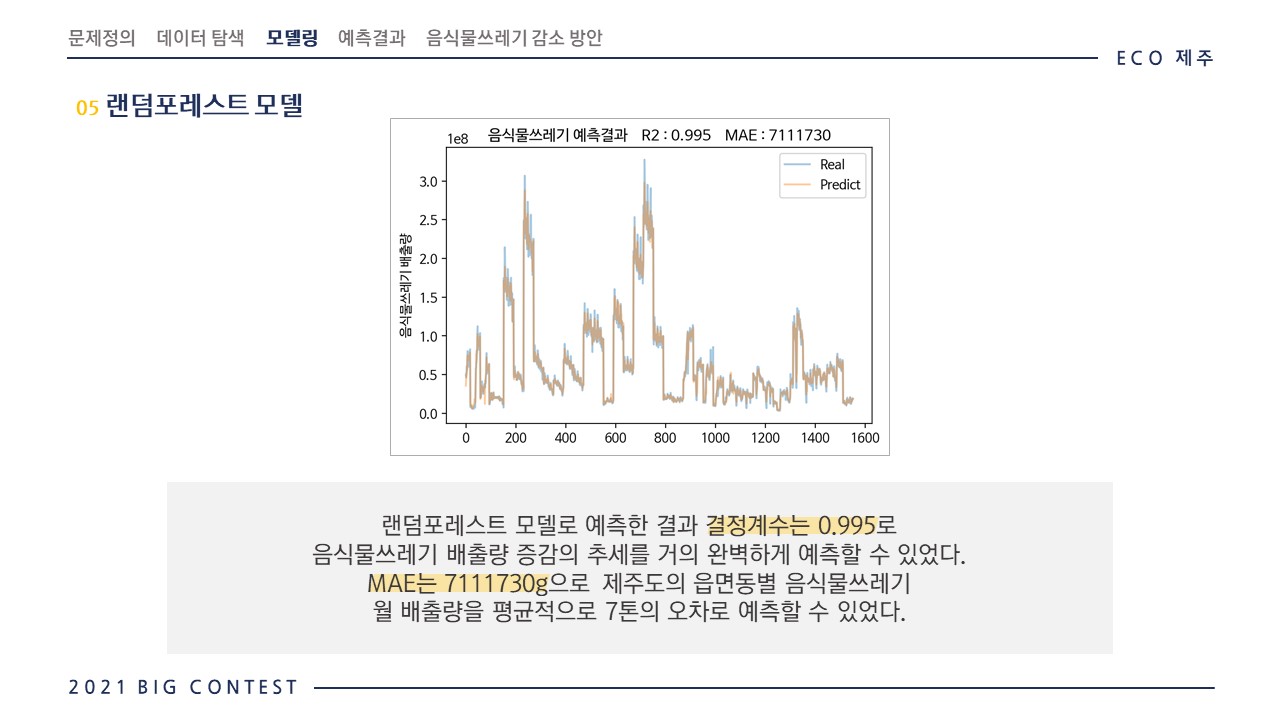 문제정의 데이터 탐색 모델링 예측결과 음식물쓰레기 감소 방안
ECO 제주
05 랜덤포레스트 모델
1e8 음식물쓰레기 예측결과 R2 : 0.995 MAE : 7111730
Real
Predict
음식물쓰레기 배출량
3.0
2.5
2.0
1.5
1.0
0.5
0.0
0 200 400 600 800 1000 1200 1400 1600
랜덤포레스트 모델로 예측한 결과 결정계수는 0.995로
음식물쓰레기 배출량 증감의 추세를 거의 완벽하게 예측할 수 있었다.
MAE는 7111730g으로 제주도의 읍면동별 음식물쓰레기
월 배출량을 평균적으로 7톤의 오차로 예측할 수 있었다.
2021 BIG CONTEST